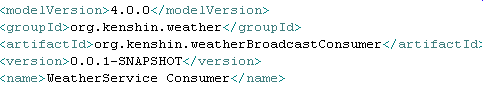 <modelVersion>4.0.0</modelVersion>
<groupId>org.kenshin.weather</groupId>
<artifactId>org.kenshin.weatherBroadcastConsumer</artifactId>
<version>0.0.1-SNAPSHOT</version>
<name>WeatherService Consumer</name>